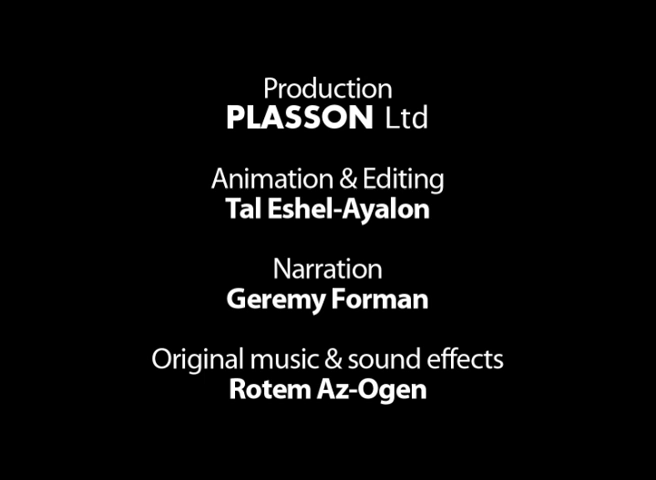 Production
PLASSON Ltd
Animation & Editing
Tal Eshel-Ayalon
Narration
Geremy Forman
Original music & sound effects
Rotem Az-Ogen